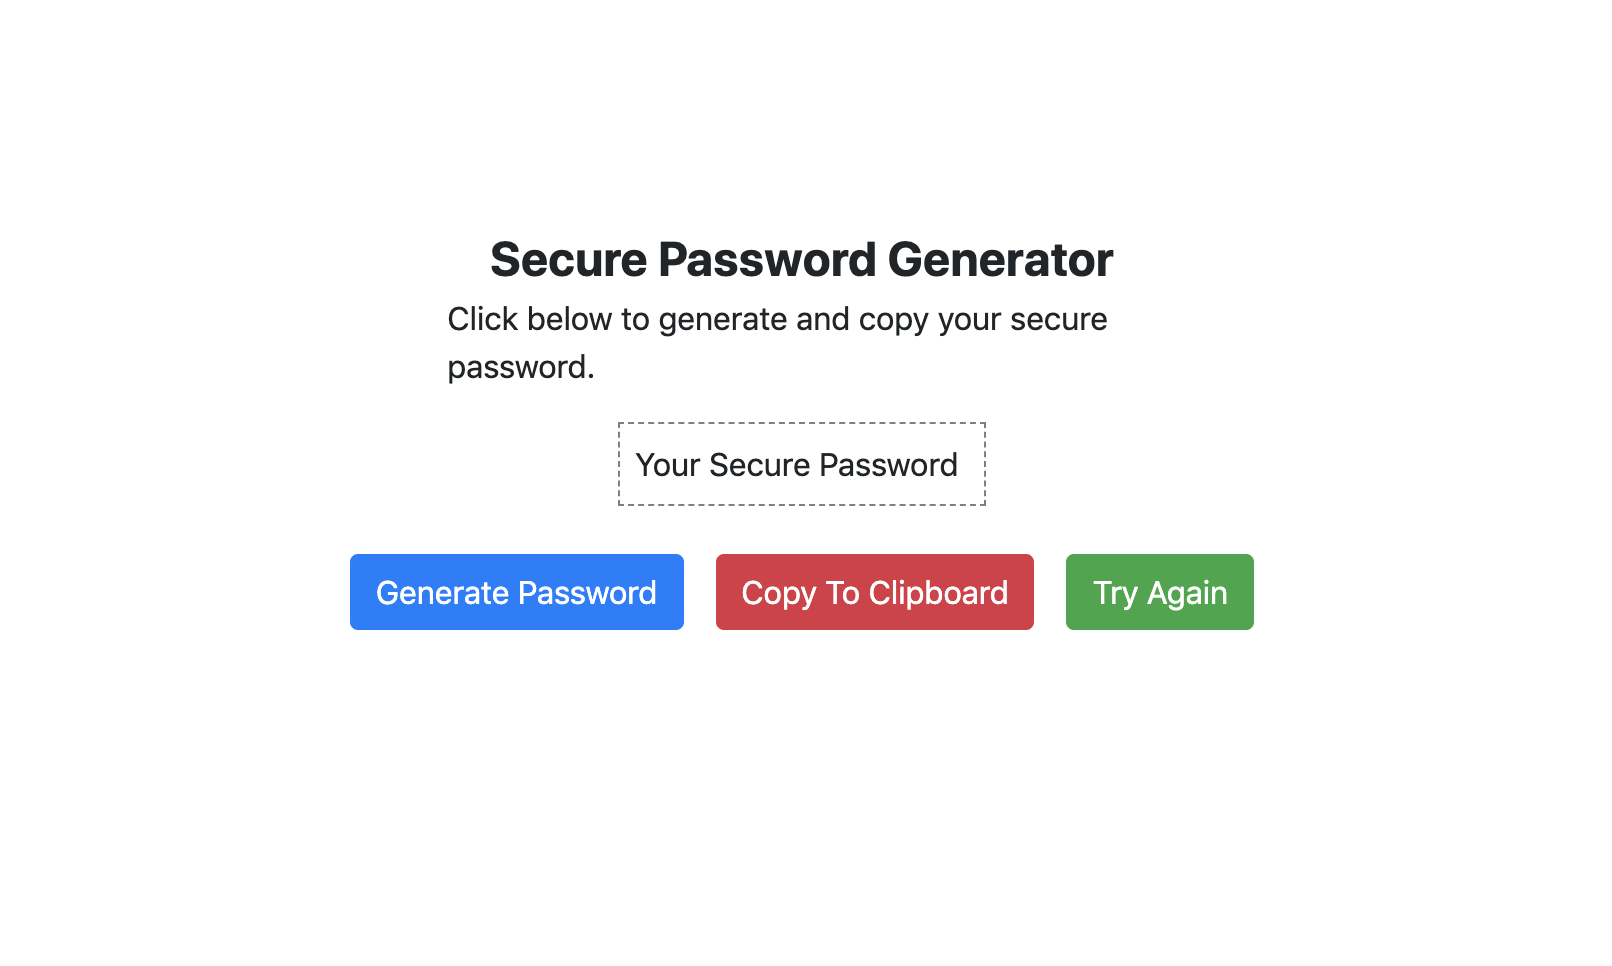 Secure Password Generator
Click below to generate and copy your secure
password.
Your Secure Password
Generate Password
Copy To Clipboard
Try Again